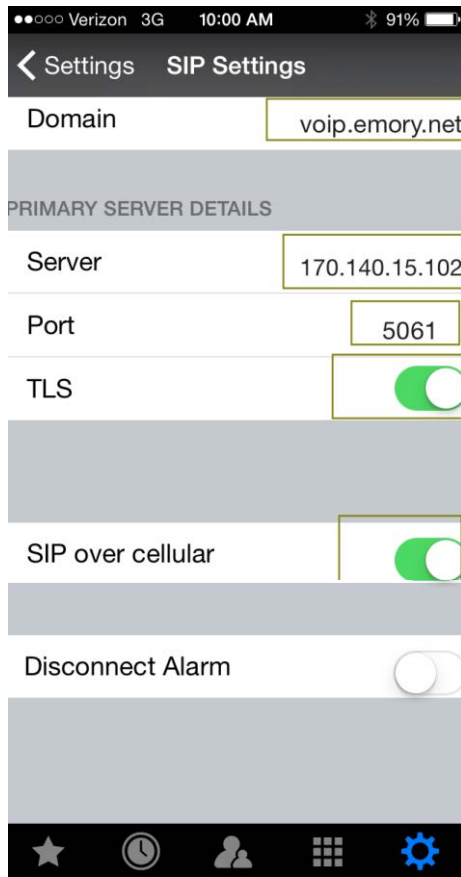 Verizon 3G 10:00 AM 91%
Settings SIP Settings
Domain voip.emory.net
PRIMARY SERVER DETAILS
Server 170.140.15.102
Port 5061
TLS
SIP over cellular
Disconnect Alarm